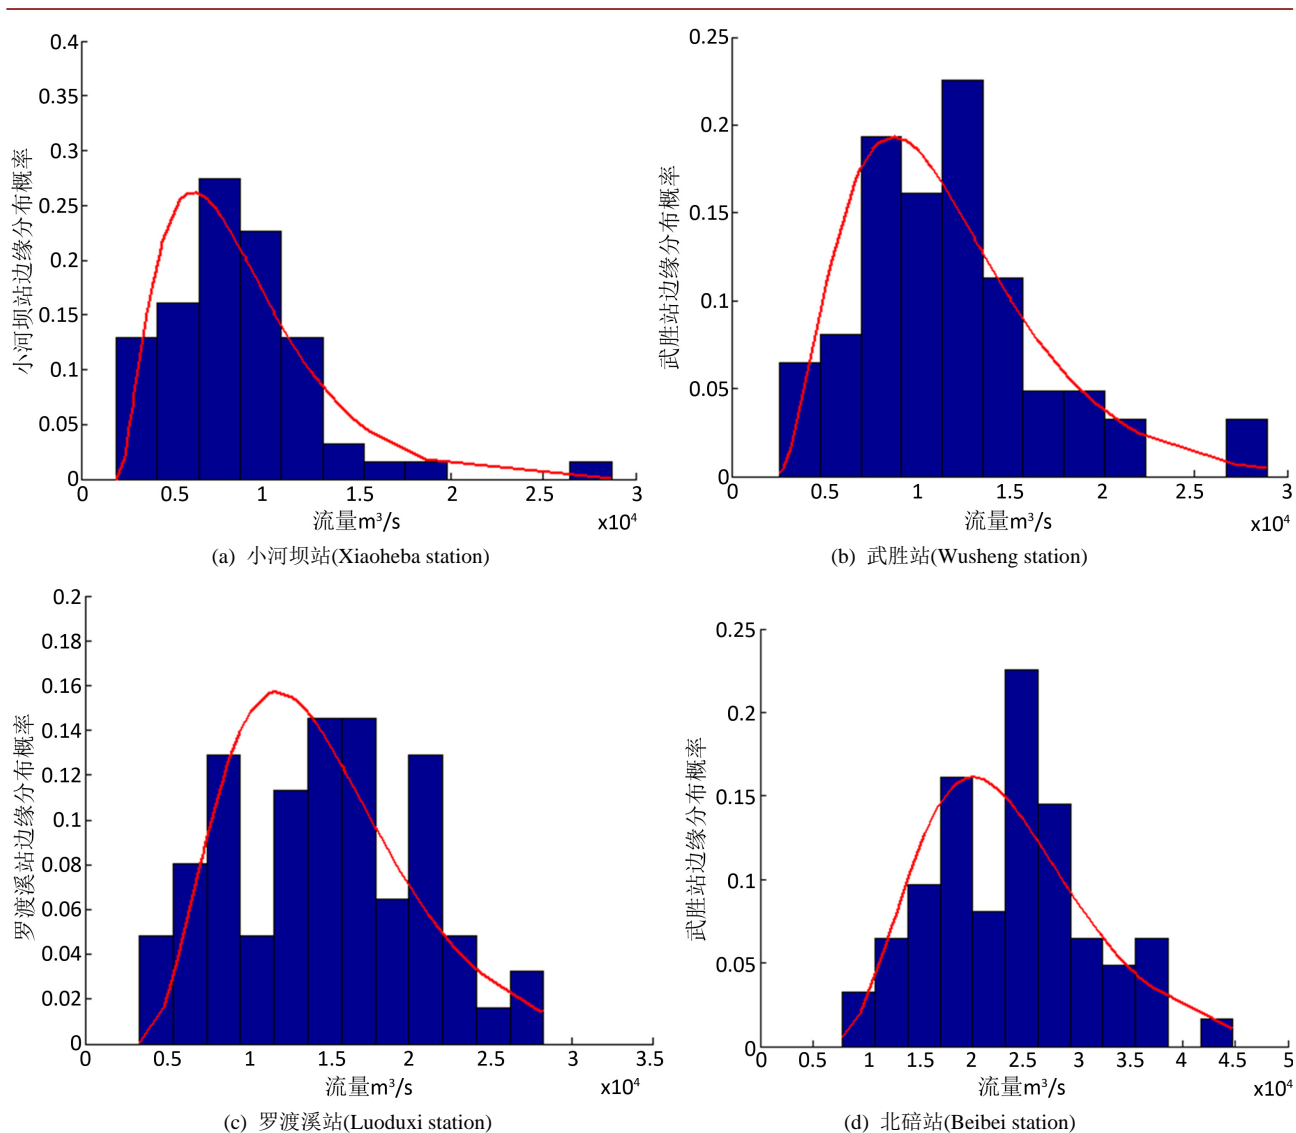 0.4
0.35
0.3
0.25
0.2
0.15
0.1
0.05
0
小河坝站边缘分布概率
0 0.5 1 1.5 2 2.5 3
流量m³/s x10⁴
(a) 小河坝站(Xiaoheba station)
0.25
0.2
0.15
0.1
0.05
0
武胜站边缘分布概率
0 0.5 1 1.5 2 2.5 3
流量m³/s x10⁴
(b) 武胜站(Wusheng station)
0.2
0.18
0.16
0.14
0.12
0.1
0.08
0.06
0.04
0.02
0
罗渡溪站边缘分布概率
0 0.5 1 1.5 2 2.5 3 3.5
流量m³/s x10⁴
(c) 罗渡溪站(Luoduxi station)
0.25
0.2
0.15
0.1
0.05
0
武胜站边缘分布概率
0 0.5 1 1.5 2 2.5 3 3.5 4 4.5 5
流量m³/s x10⁴
(d) 北碚站(Beibei station)